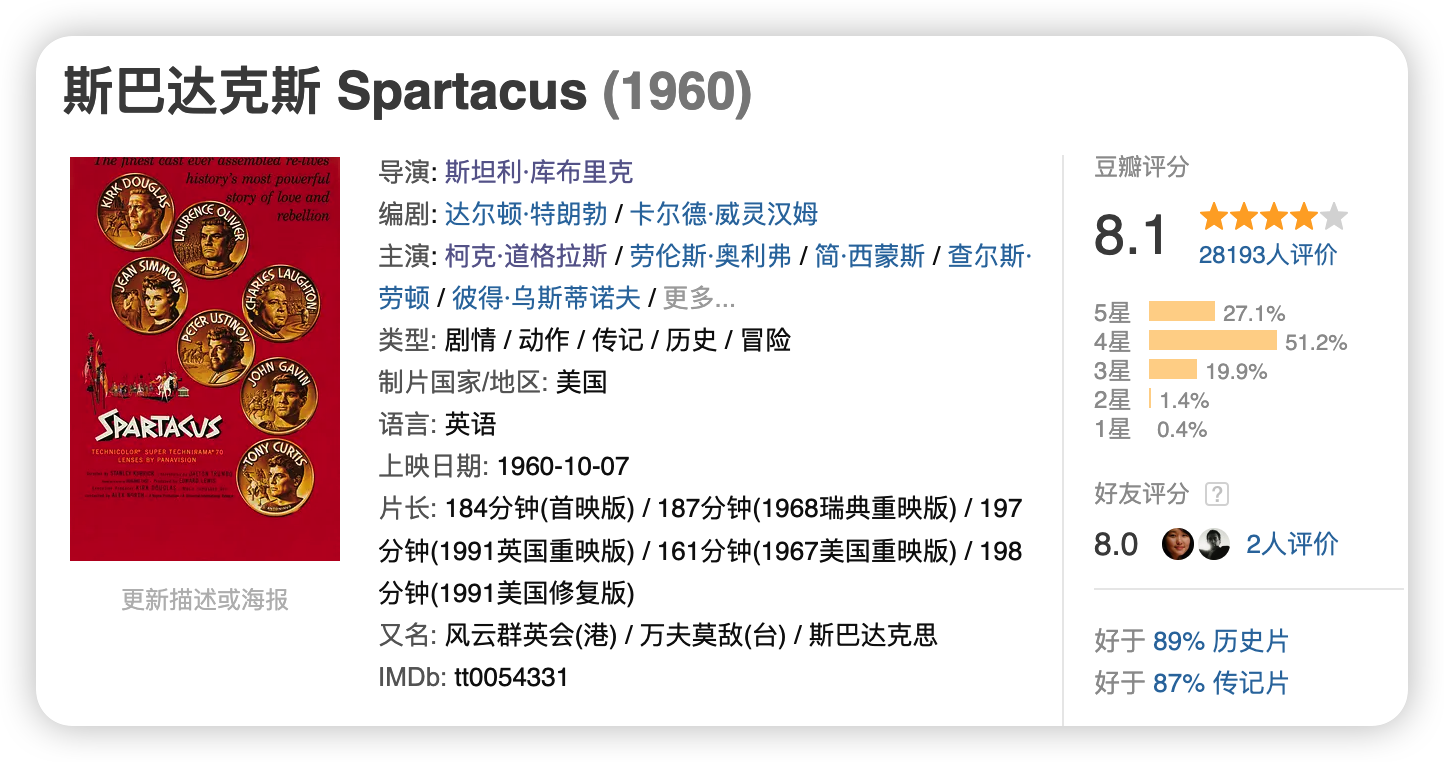 斯巴达克斯 Spartacus (1960)
The finest cast ever assembled re-lives
history's most powerful
story of love and
rebellion
KIRK DOUGLAS
LAURENCE OLIVIER
JEAN SIMMONS
CHARLES LAUGHTON
PETER USTINOV
JOHN GAVIN
SPARTACUS
TECHNICOLOR® SUPER TECHNIRAMA® 70
LENSES BY PANAVISION
TONY CURTIS
更新描述或海报
导演: 斯坦利·库布里克
编剧: 达尔顿·特朗勃 / 卡尔德·威灵汉姆
主演: 柯克·道格拉斯 / 劳伦斯·奥利弗 / 简·西蒙斯 / 查尔斯·
劳顿 / 彼得·乌斯蒂诺夫 / 更多...
类型: 剧情 / 动作 / 传记 / 历史 / 冒险
制片国家/地区: 美国
语言: 英语
上映日期: 1960-10-07
片长: 184分钟(首映版) / 187分钟(1968瑞典重映版) / 197
分钟(1991英国重映版) / 161分钟(1967美国重映版) / 198
分钟(1991美国修复版)
又名: 风云群英会(港) / 万夫莫敌(台) / 斯巴达克思
IMDb: tt0054331
豆瓣评分
8.1
28193人评价
5星 27.1%
4星 51.2%
3星 19.9%
2星 1.4%
1星 0.4%
好友评分 ?
8.0 2人评价
好于 89% 历史片
好于 87% 传记片